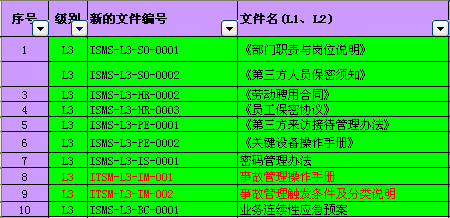 序号 级别 新的文件编号 文件名(L1、L2)
1 L3 ISMS-L3-SO-0001 《部门职责与岗位说明》
L3 ISMS-L3-SO-0002 《第三方人员保密须知》
3 L3 ISMS-L3-HR-0002 《劳动聘用合同》
4 L3 ISMS-L3-HR-0003 《员工保密协议》
5 L3 ISMS-L3-PE-0001 《第三方来访接待管理办法》
6 L3 ISMS-L3-PE-0002 《关键设备操作手册》
7 L3 ISMS-L3-IS-0001 密码管理办法
8 L3 ITSM-L3-IM-001 事故管理操作手册
9 L3 ITSM-L3-IM-002 事故管理触发条件及分类说明
10 L3 ISMS-L3-BC-0001 业务连续性应急预案